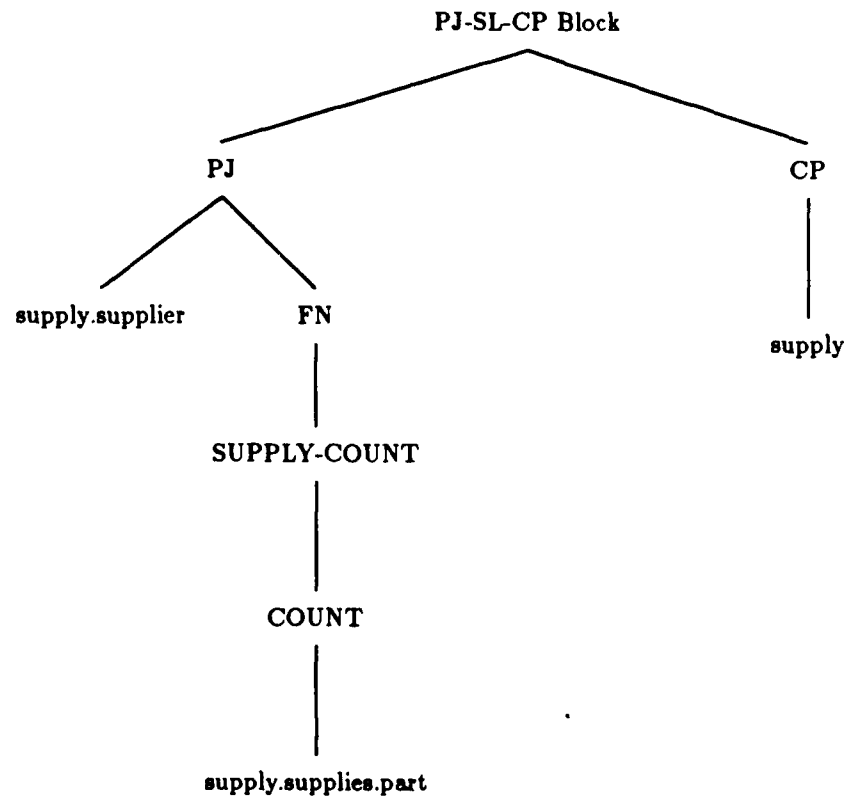 PJ-SL-CP Block
PJ
CP
supply.supplier
FN
supply
SUPPLY-COUNT
COUNT
supply.supplies.part